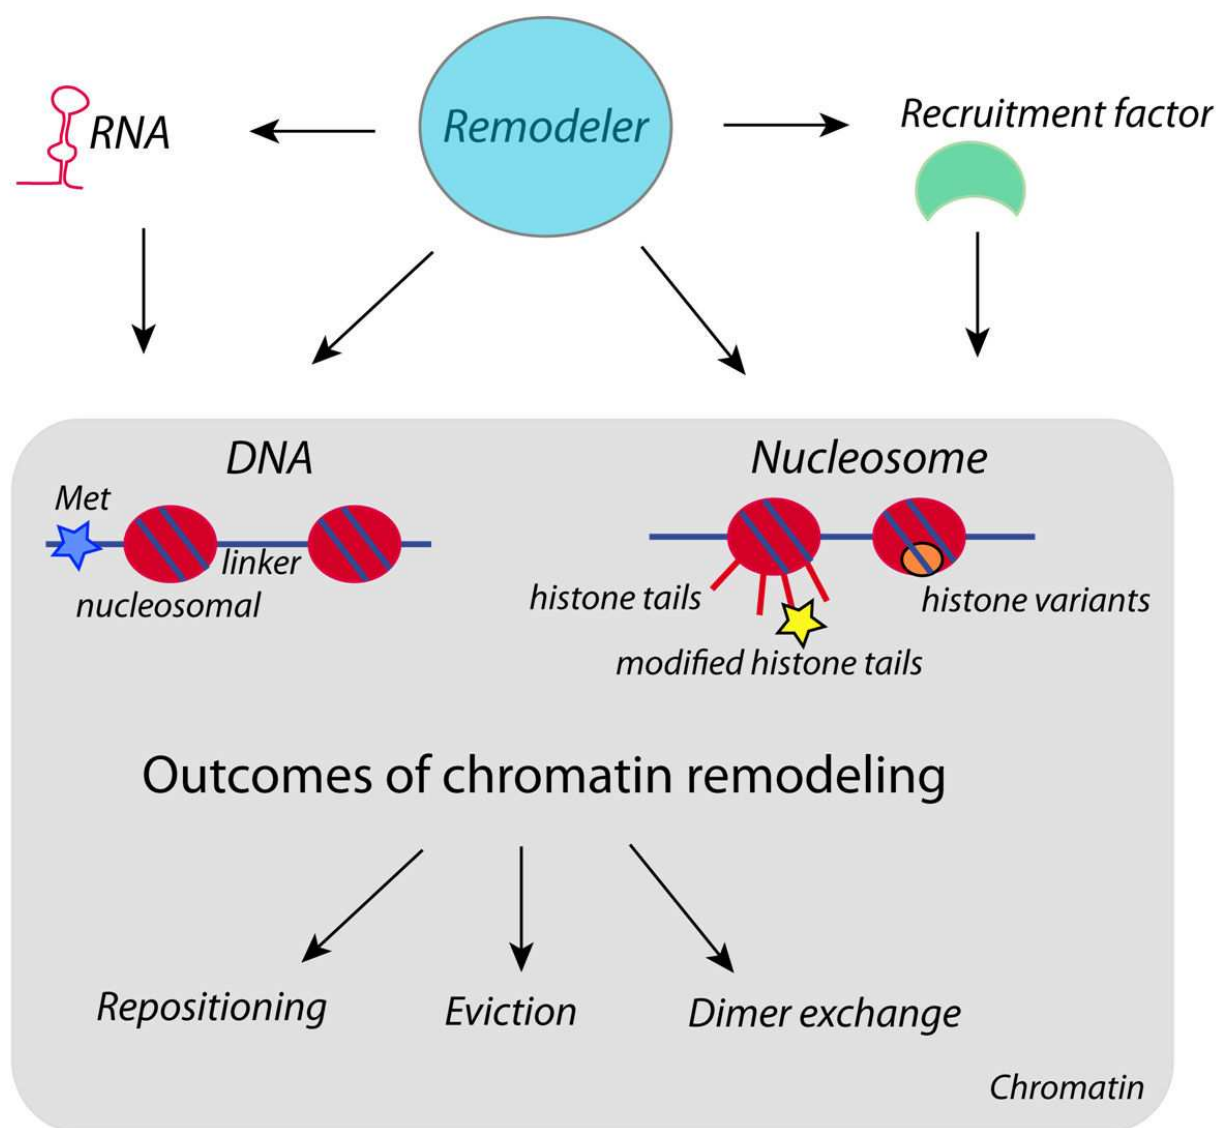 RNA
Remodeler
Recruitment factor
DNA
Nucleosome
Met
linker
nucleosomal
histone tails
histone variants
modified histone tails
Outcomes of chromatin remodeling
Repositioning
Eviction
Dimer exchange
Chromatin